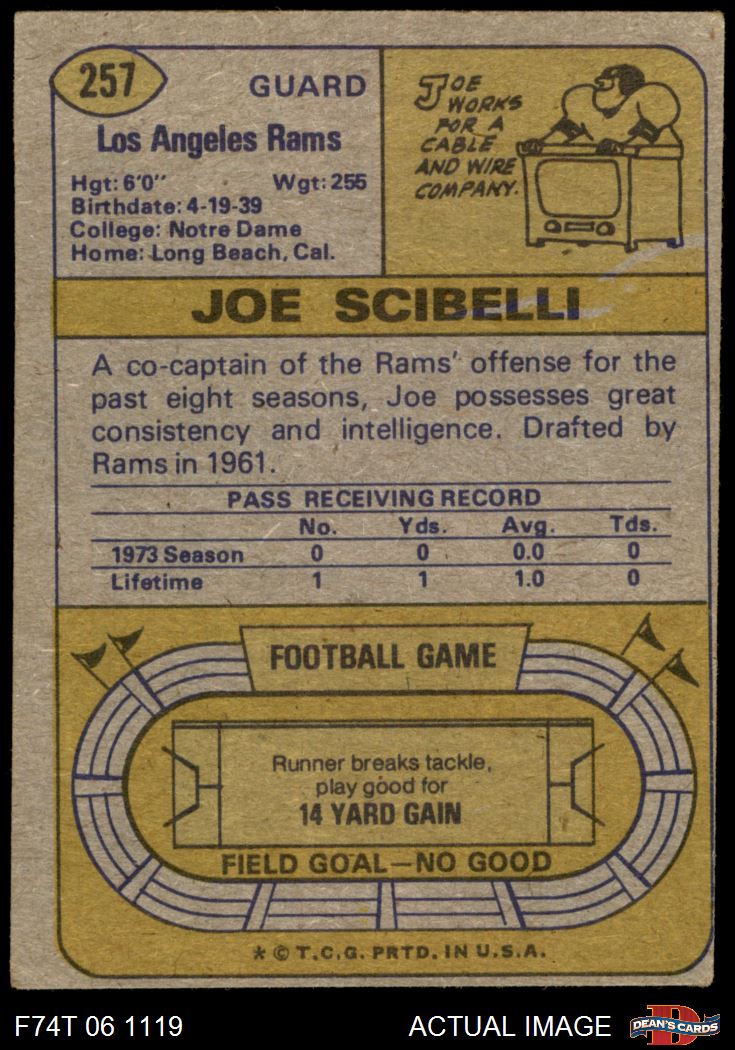 257
GUARD
Los Angeles Rams
Hgt: 6'0" Wgt: 255
Birthdate: 4-19-39
College: Notre Dame
Home: Long Beach, Cal.
JOE
WORKS
FOR A
CABLE
AND WIRE
COMPANY.
JOE SCIBELLI
A co-captain of the Rams' offense for the
past eight seasons, Joe possesses great
consistency and intelligence. Drafted by
Rams in 1961.
PASS RECEIVING RECORD
No. Yds. Avg. Tds.
1973 Season 0 0 0.0 0
Lifetime 1 1 1.0 0
FOOTBALL GAME
Runner breaks tackle,
play good for
14 YARD GAIN
FIELD GOAL—NO GOOD
* © T.C.G. PRTD. IN U.S.A.
F74T 06 1119 ACTUAL IMAGE D DEAN'S CARDS